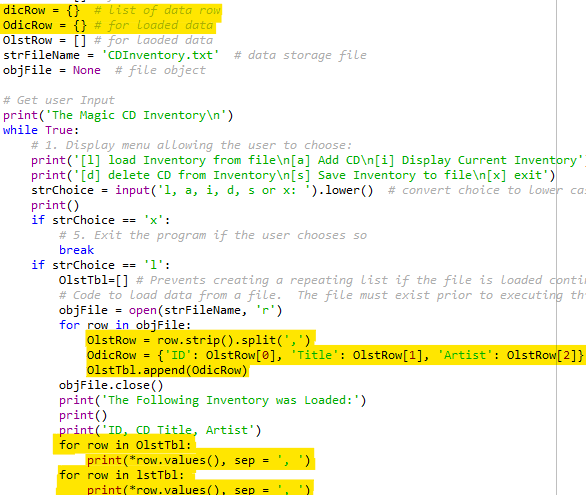 dicRow = {}  # list of data row
OdicRow = {} # for loaded data
OlstRow = [] # for laoded data
strFileName = 'CDInventory.txt'  # data storage file
objFile = None  # file object
# Get user Input
print('The Magic CD Inventory\n')
while True:
    # 1. Display menu allowing the user to choose:
    print('[l] load Inventory from file\n[a] Add CD\n[i] Display Current Inventory'
    print('[d] delete CD from Inventory\n[s] Save Inventory to file\n[x] exit')
    strChoice = input('l, a, i, d, s or x: ').lower()  # convert choice to lower
    print()
    if strChoice == 'x':
        # 5. Exit the program if the user chooses so
        break
    if strChoice == 'l':
        OlstTbl=[] # Prevents creating a repeating list if the file is loaded
        # Code to load data from a file.  The file must exist prior to executing
        objFile = open(strFileName, 'r')
        for row in objFile:
            OlstRow = row.strip().split(',')
            OdicRow = {'ID': OlstRow[0], 'Title': OlstRow[1], 'Artist': OlstRow[2]}
            OlstTbl.append(OdicRow)
        objFile.close()
        print('The Following Inventory was Loaded:')
        print()
        print('ID, CD Title, Artist')
        for row in OlstTbl:
            print(*row.values(), sep = ', ')
        for row in lstTbl:
            print(*row.values(), sep = ', ')